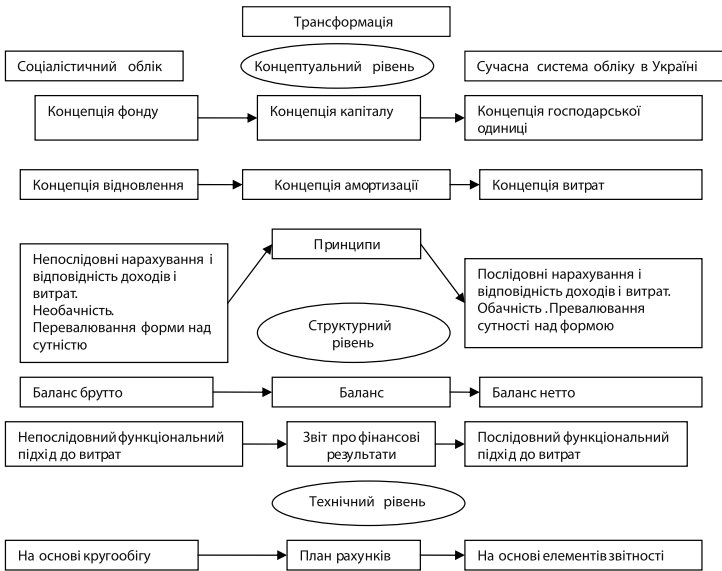 Трансформація
Соціалістичний облік
Концептуальний рівень
Сучасна система обліку в Україні
Концепція фонду
Концепція капіталу
Концепція господарської
одиниці
Концепція відновлення
Концепція амортизації
Концепція витрат
Принципи
Непослідовні нарахування і
відповідність доходів і
витрат.
Необачність.
Перевалювання форми над
сутністю
Послідовні нарахування і
відповідність доходів і витрат.
Обачність .Превалювання
сутності над формою
Структурний
рівень
Баланс брутто
Баланс
Баланс нетто
Непослідовний функціональний
підхід до витрат
Звіт про фінансові
результати
Послідовний функціональний
підхід до витрат
Технічний рівень
На основі кругообігу
План рахунків
На основі елементів звітності